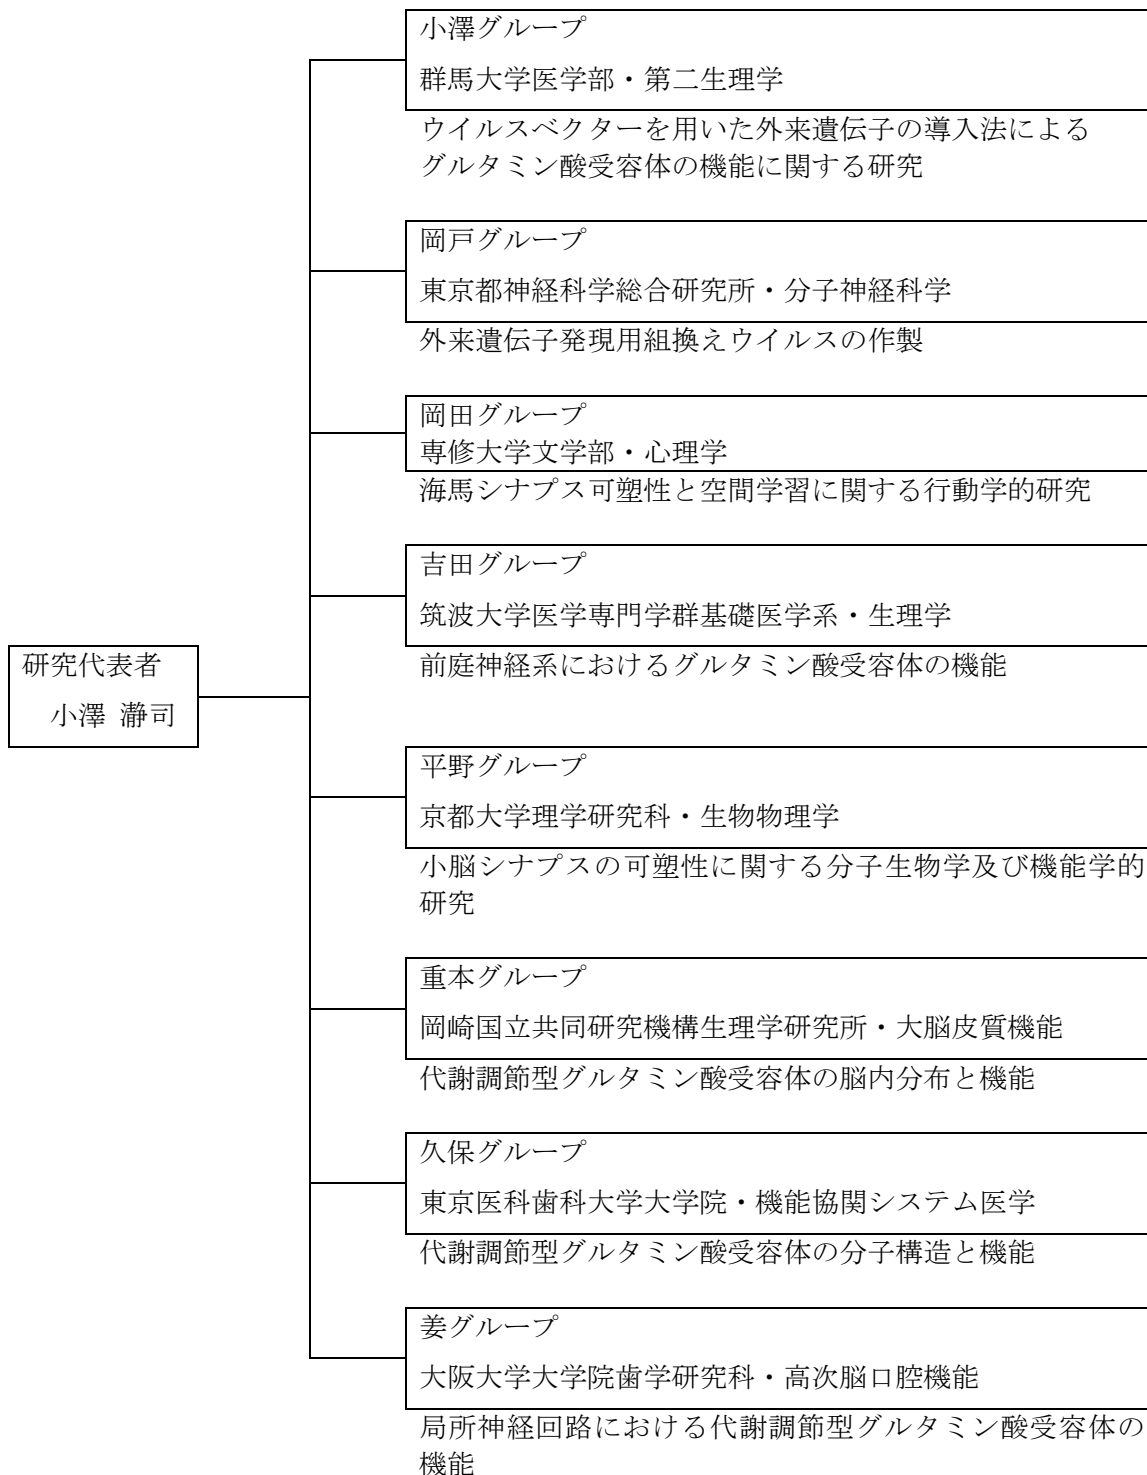 小澤グループ
群馬大学医学部・第二生理学
ウイルスベクターを用いた外来遺伝子の導入法による
グルタミン酸受容体の機能に関する研究
岡戸グループ
東京都神経科学総合研究所・分子神経科学
外来遺伝子発現用組換えウイルスの作製
岡田グループ
専修大学文学部・心理学
海馬シナプス可塑性と空間学習に関する行動学的研究
吉田グループ
筑波大学医学専門学群基礎医学系・生理学
前庭神経系におけるグルタミン酸受容体の機能
研究代表者
小澤 瀞司
平野グループ
京都大学理学研究科・生物物理学
小脳シナプスの可塑性に関する分子生物学及び機能学的
研究
重本グループ
岡崎国立共同研究機構生理学研究所・大脳皮質機能
代謝調節型グルタミン酸受容体の脳内分布と機能
久保グループ
東京医科歯科大学大学院・機能協関システム医学
代謝調節型グルタミン酸受容体の分子構造と機能
姜グループ
大阪大学大学院歯学研究科・高次脳口腔機能
局所神経回路における代謝調節型グルタミン酸受容体の
機能